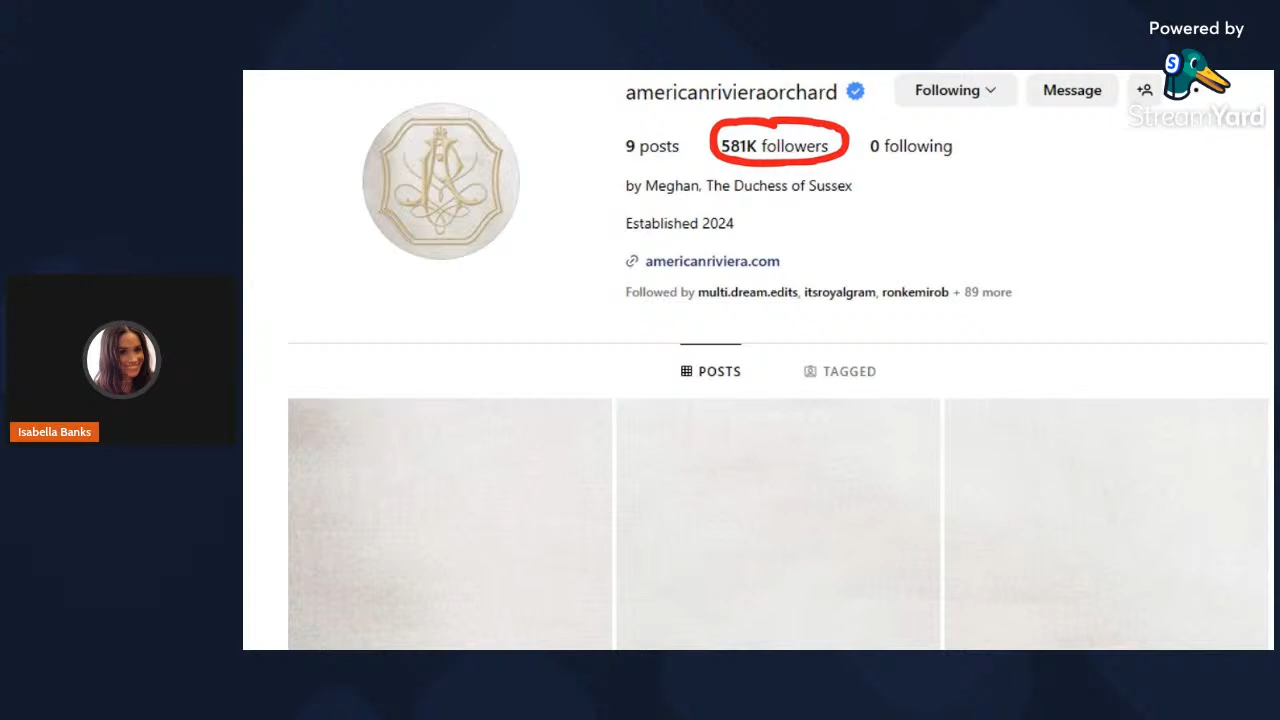 Powered by
S
StreamYard
americanrivieraorchard
Following
Message
9 posts
581K followers
0 following
by Meghan, The Duchess of Sussex
Established 2024
americanriviera.com
Followed by multi.dream.edits, itsroyalgram, ronkemirob + 89 more
POSTS
TAGGED
Isabella Banks